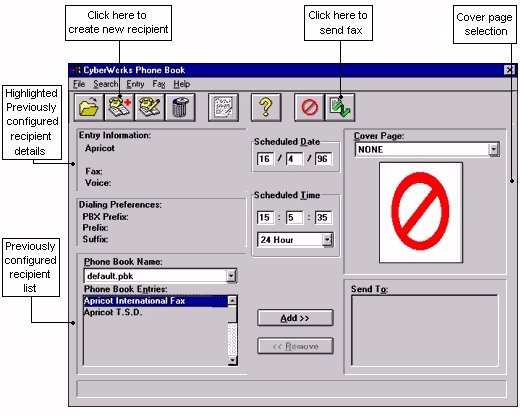 Click here to
create new recipient
Click here to
send fax
Cover page
selection
Highlighted
Previously
configured
recipient
details
Previously
configured
recipient
list
CyberWorks Phone Book
File Search Entry Fax Help
Entry Information:
Apricot
Fax:
Voice:
Dialing Preferences:
PBX Prefix:
Prefix:
Suffix:
Phone Book Name:
default.pbk
Phone Book Entries:
Apricot International Fax
Apricot T.S.D.
Scheduled Date
16 / 4 / 96
Scheduled Time
15 : 5 : 35
24 Hour
Add >>
<< Remove
Cover Page:
NONE
Send To: